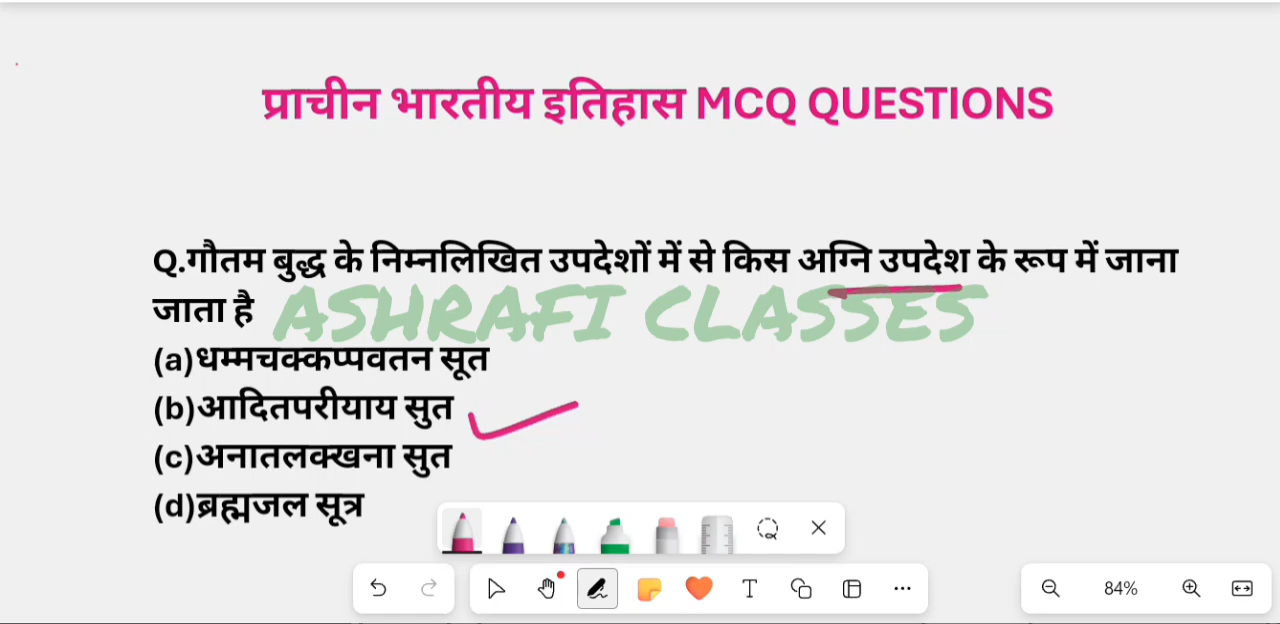 प्राचीन भारतीय इतिहास MCQ QUESTIONS
Q.गौतम बुद्ध के निम्नलिखित उपदेशों में से किस अग्नि उपदेश के रूप में जाना
जाता है
ASHRAFI CLASSES
(a)धम्मचक्कप्पवतन सूत
(b)आदितपरीयाय सुत
(c)अनातलक्खना सुत
(d)ब्रह्मजल सूत्र
T
84%